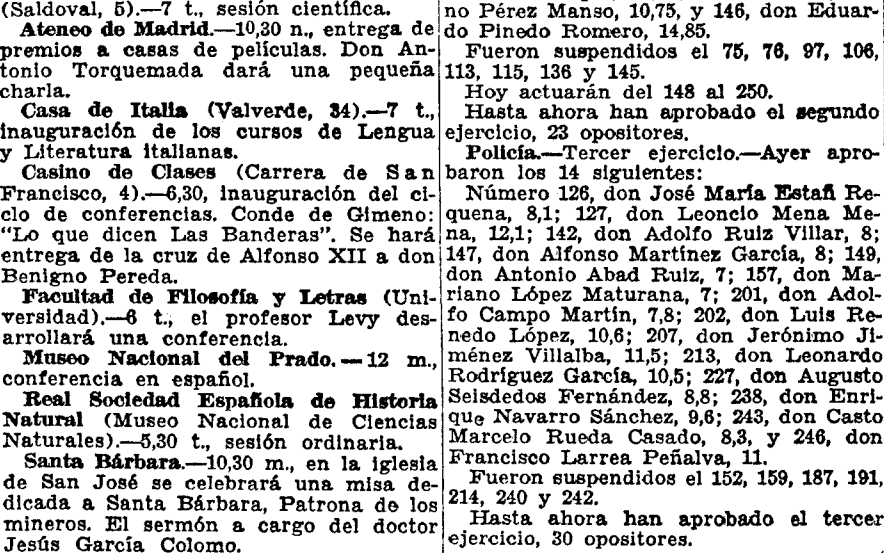 (Saldoval, 5).—7 t., sesión científica.
Ateneo de Madrid.—10,30 n., entrega de
premios a casas de películas. Don An-
tonio Torquemada dará una pequeña
charla.
Casa de Italia (Valverde, 34).—7 t.,
inauguración de los cursos de Lengua
y Literatura italianas.
Casino de Clases (Carrera de San
Francisco, 4).—6,30, inauguración del ci-
clo de conferencias. Conde de Gimeno:
"Lo que dicen Las Banderas". Se hará
entrega de la cruz de Alfonso XII a don
Benigno Pereda.
Facultad de Filosofía y Letras (Uni-
versidad).—6 t., el profesor Levy des-
arrollará una conferencia.
Museo Nacional del Prado.—12 m.,
conferencia en español.
Real Sociedad Española de Historia
Natural (Museo Nacional de Ciencias
Naturales).—5,30 t., sesión ordinaria.
Santa Bárbara.—10,30 m., en la iglesia
de San José se celebrará una misa de-
dicada a Santa Bárbara, Patrona de los
mineros. El sermón a cargo del doctor
Jesús García Colomo.
no Pérez Manso, 10,75, y 146, don Eduar-
do Pinedo Romero, 14,85.
Fueron suspendidos el 75, 76, 97, 106,
113, 115, 136 y 145.
Hoy actuarán del 148 al 250.
Hasta ahora han aprobado el segundo
ejercicio, 23 opositores.
Policía.—Tercer ejercicio.—Ayer apro-
baron los 14 siguientes:
Número 126, don José María Estañ Re-
quena, 8,1; 127, don Leoncio Mena Me-
na, 12,1; 142, don Adolfo Ruiz Villar, 8;
147, don Alfonso Martínez García, 8; 149,
don Antonio Abad Ruiz, 7; 157, don Ma-
riano López Maturana, 7; 201, don Adol-
fo Campo Martín, 7,8; 202, don Luis Re-
nedo López, 10,6; 207, don Jerónimo Ji-
ménez Villalba, 11,5; 213, don Leonardo
Rodríguez García, 10,5; 227, don Augusto
Seisdedos Fernández, 8,8; 238, don Enri-
que Navarro Sánchez, 9,6; 243, don Casto
Marcelo Rueda Casado, 8,3, y 246, don
Francisco Larrea Peñalva, 11.
Fueron suspendidos el 152, 159, 187, 191,
214, 240 y 242.
Hasta ahora han aprobado el tercer
ejercicio, 30 opositores.